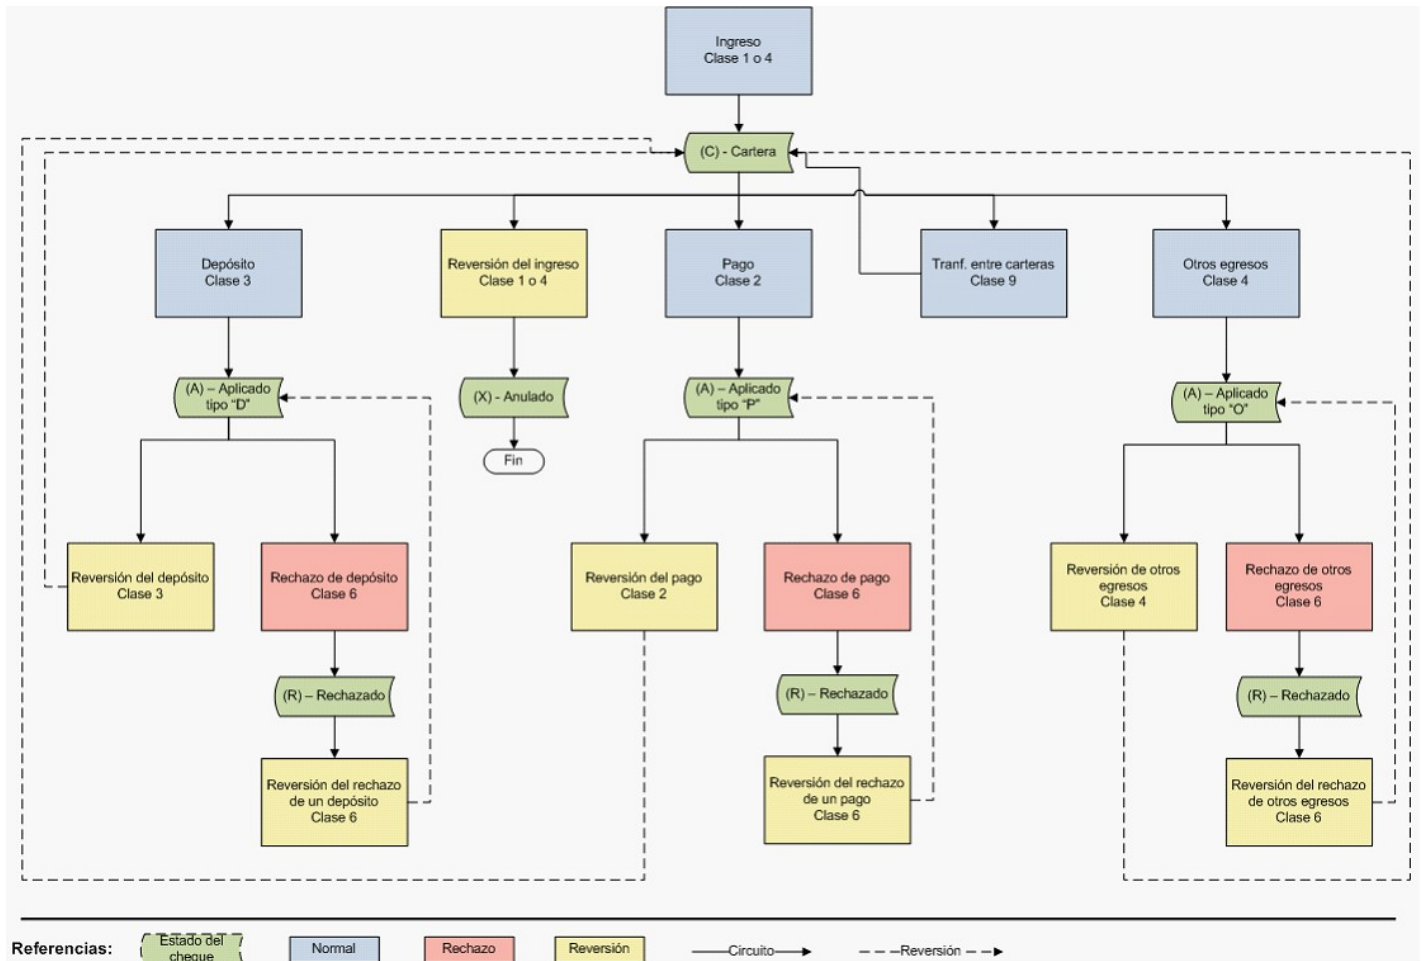 Ingreso
Clase 1 o 4
(C) - Cartera
Depósito
Clase 3
Reversión del ingreso
Clase 1 o 4
Pago
Clase 2
Tranf. entre carteras
Clase 9
Otros egresos
Clase 4
(A) – Aplicado
tipo “D”
(X) - Anulado
(A) – Aplicado
tipo “P”
(A) – Aplicado
tipo “O”
Fin
Reversión del depósito
Clase 3
Rechazo de depósito
Clase 6
Reversión del pago
Clase 2
Rechazo de pago
Clase 6
Reversión de otros
egresos
Clase 4
Rechazo de otros
egresos
Clase 6
(R) – Rechazado
(R) – Rechazado
(R) – Rechazado
Reversión del rechazo
de un depósito
Clase 6
Reversión del rechazo
de un pago
Clase 6
Reversión del rechazo
de otros egresos
Clase 6
Referencias:
Estado del
cheque
Normal
Rechazo
Reversión
Circuito
Reversión